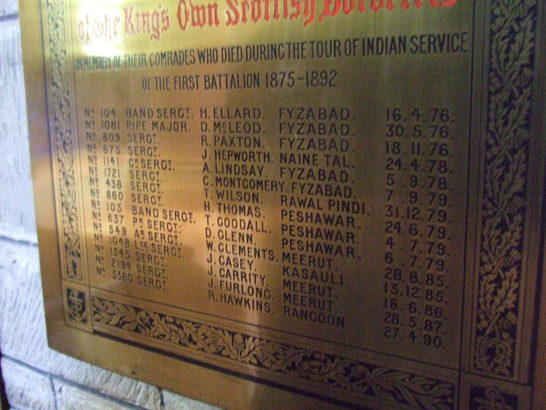 of the King's Own Scottish Borderers
IN MEMORY OF THEIR COMRADES WHO DIED DURING THE TOUR OF INDIAN SERVICE
OF THE FIRST BATTALION 1875-1892
Nº 104 BAND SERGT. H. ELLARD. FYZABAD. 16.4.76.
Nº 1081 PIPE MAJOR. D. McLEOD. FYZABAD. 30.5.76.
Nº 809 SERGT. R. PAXTON. FYZABAD. 18.11.76
Nº 675 SERGT. J. HEPWORTH. NAINE TAL. 24.4.78.
Nº 1141 Cʳ SERGT. A. LINDSAY. FYZABAD. 5.9.78.
Nº 1721 SERGT. C. MONTGOMERY. FYZABAD. 7.9.79.
Nº 438 SERGT. T. WILSON. RAWAL PINDI. 31.12.79.
Nº 860 SERGT. H. THOMAS. PESHAWAR. 24.6.79.
Nº 103 BAND SERGT. T. GOODALL. PESHAWAR. 4.7.79.
Nº 637 SERGT. D. GLENN. PESHAWAR. 6.7.79.
Nº 549 SERGT. W. CLEMENTS. MEERUT. 28.8.85.
Nº 1048 SERGT. J. CASEY. KASAULI. 13.12.85.
Nº 1345 SERGT. J. CARRITY. MEERUT. 16.6.86.
Nº 2194 SERGT. J. FURLONG. MEERUT. 28.5.87.
Nº 3360 SERGT. R. HAWKINS. RANGOON. 27.4.90.